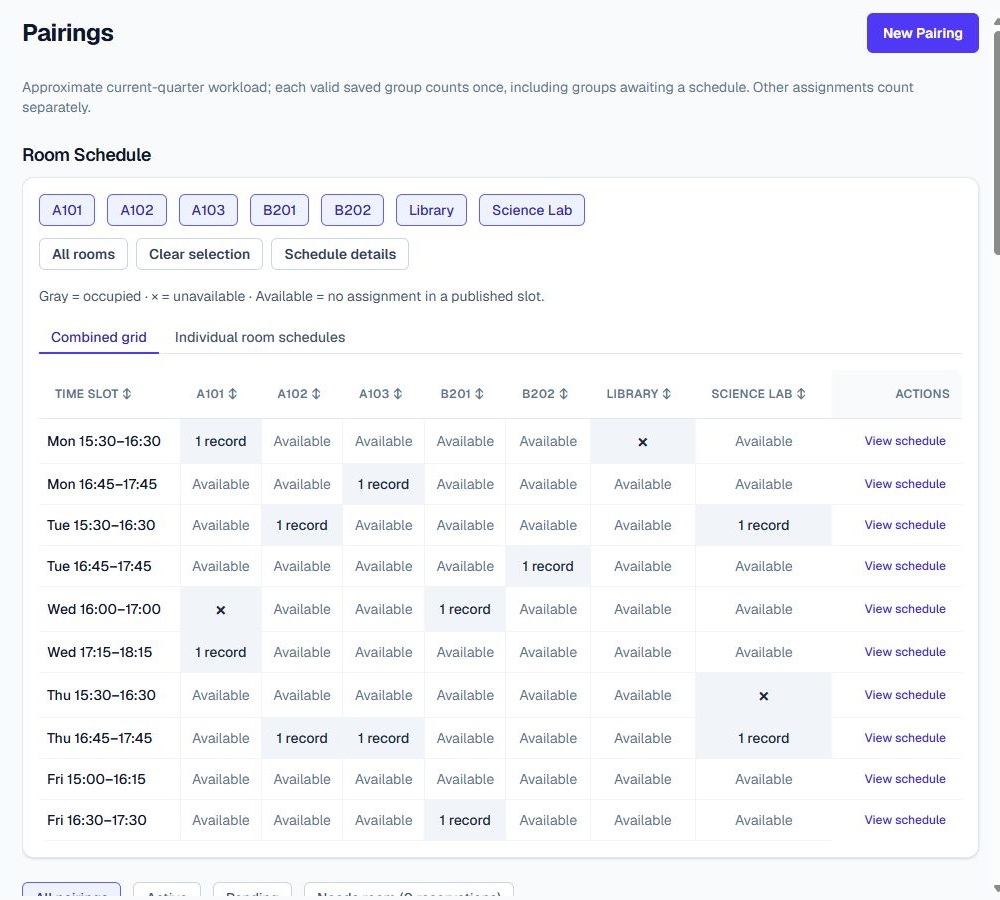 Pairings
New Pairing
Approximate current-quarter workload; each valid saved group counts once, including groups awaiting a schedule. Other assignments count
separately.
Room Schedule
A101 A102 A103 B201 B202 Library Science Lab
All rooms Clear selection Schedule details
Gray = occupied · × = unavailable · Available = no assignment in a published slot.
Combined grid Individual room schedules
TIME SLOT A101 A102 A103 B201 B202 LIBRARY SCIENCE LAB ACTIONS
Mon 15:30–16:30 1 record Available Available Available Available × Available View schedule
Mon 16:45–17:45 Available Available 1 record Available Available Available Available View schedule
Tue 15:30–16:30 Available 1 record Available Available Available Available 1 record View schedule
Tue 16:45–17:45 Available Available Available Available 1 record Available Available View schedule
Wed 16:00–17:00 × Available Available 1 record Available Available Available View schedule
Wed 17:15–18:15 1 record Available Available Available Available Available Available View schedule
Thu 15:30–16:30 Available Available Available Available Available Available × View schedule
Thu 16:45–17:45 Available 1 record 1 record Available Available Available 1 record View schedule
Fri 15:00–16:15 Available Available Available Available Available Available Available View schedule
Fri 16:30–17:30 Available Available Available 1 record Available Available Available View schedule
All pairings Active Pending Needs room